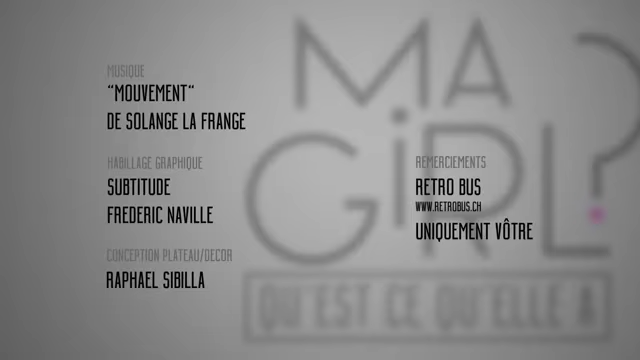 MUSIQUE
"MOUVEMENT"
DE SOLANGE LA FRANGE
HABILLAGE GRAPHIQUE
SUBTITUDE
FREDERIC NAVILLE
CONCEPTION PLATEAU/DECOR
RAPHAEL SIBILLA
REMERCIEMENTS
RETRO BUS
WWW.RETROBUS.CH
UNIQUEMENT VÔTRE
MA
GiRL?
QU'EST CE QU'ELLE A